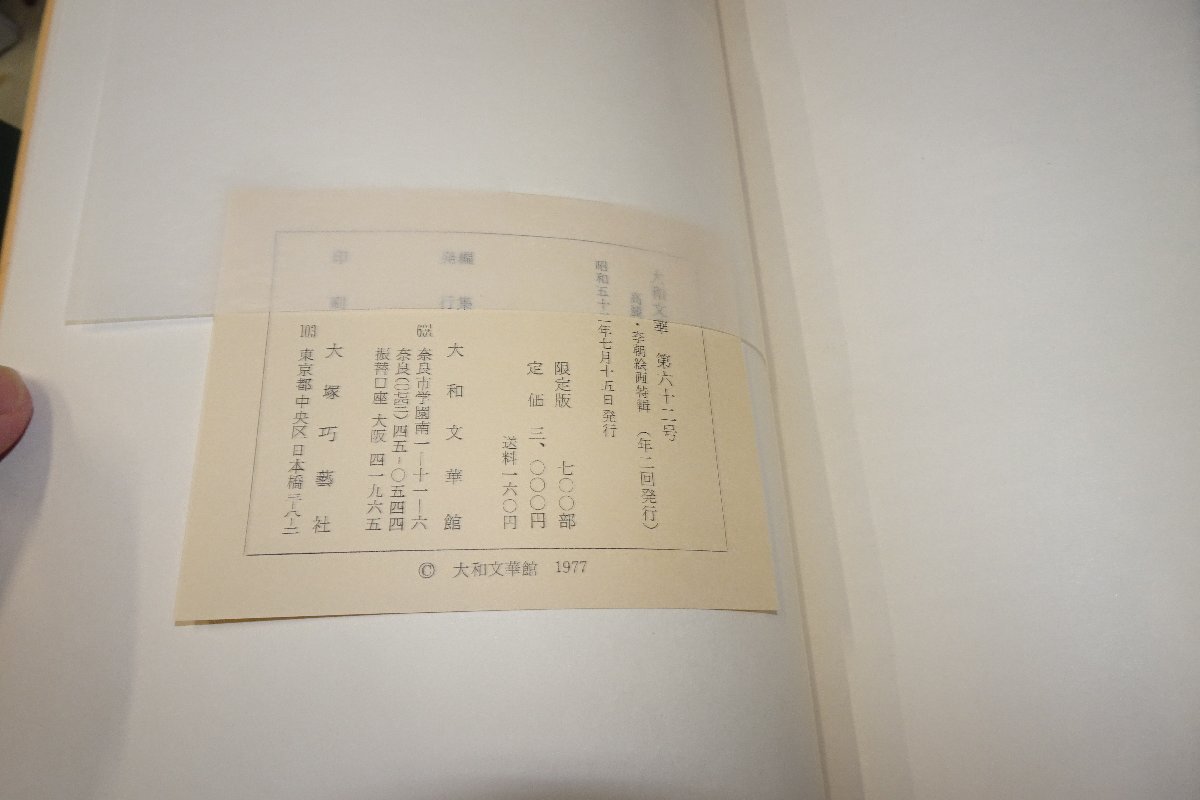 大和文華 第六十二号
高麗・李朝絵画特輯 (年二回発行)
昭和五十二年七月十五日発行
限定版 七〇〇部
定価 三、〇〇〇円
送料一六〇円
編集
発行
大和文華館
奈良市学園南一―十一―六
奈良(〇七四二)四五―〇五四四
振替口座 大阪 四一九六五
印刷
大塚巧藝社
103 東京都中央区日本橋
© 大和文華館 1977